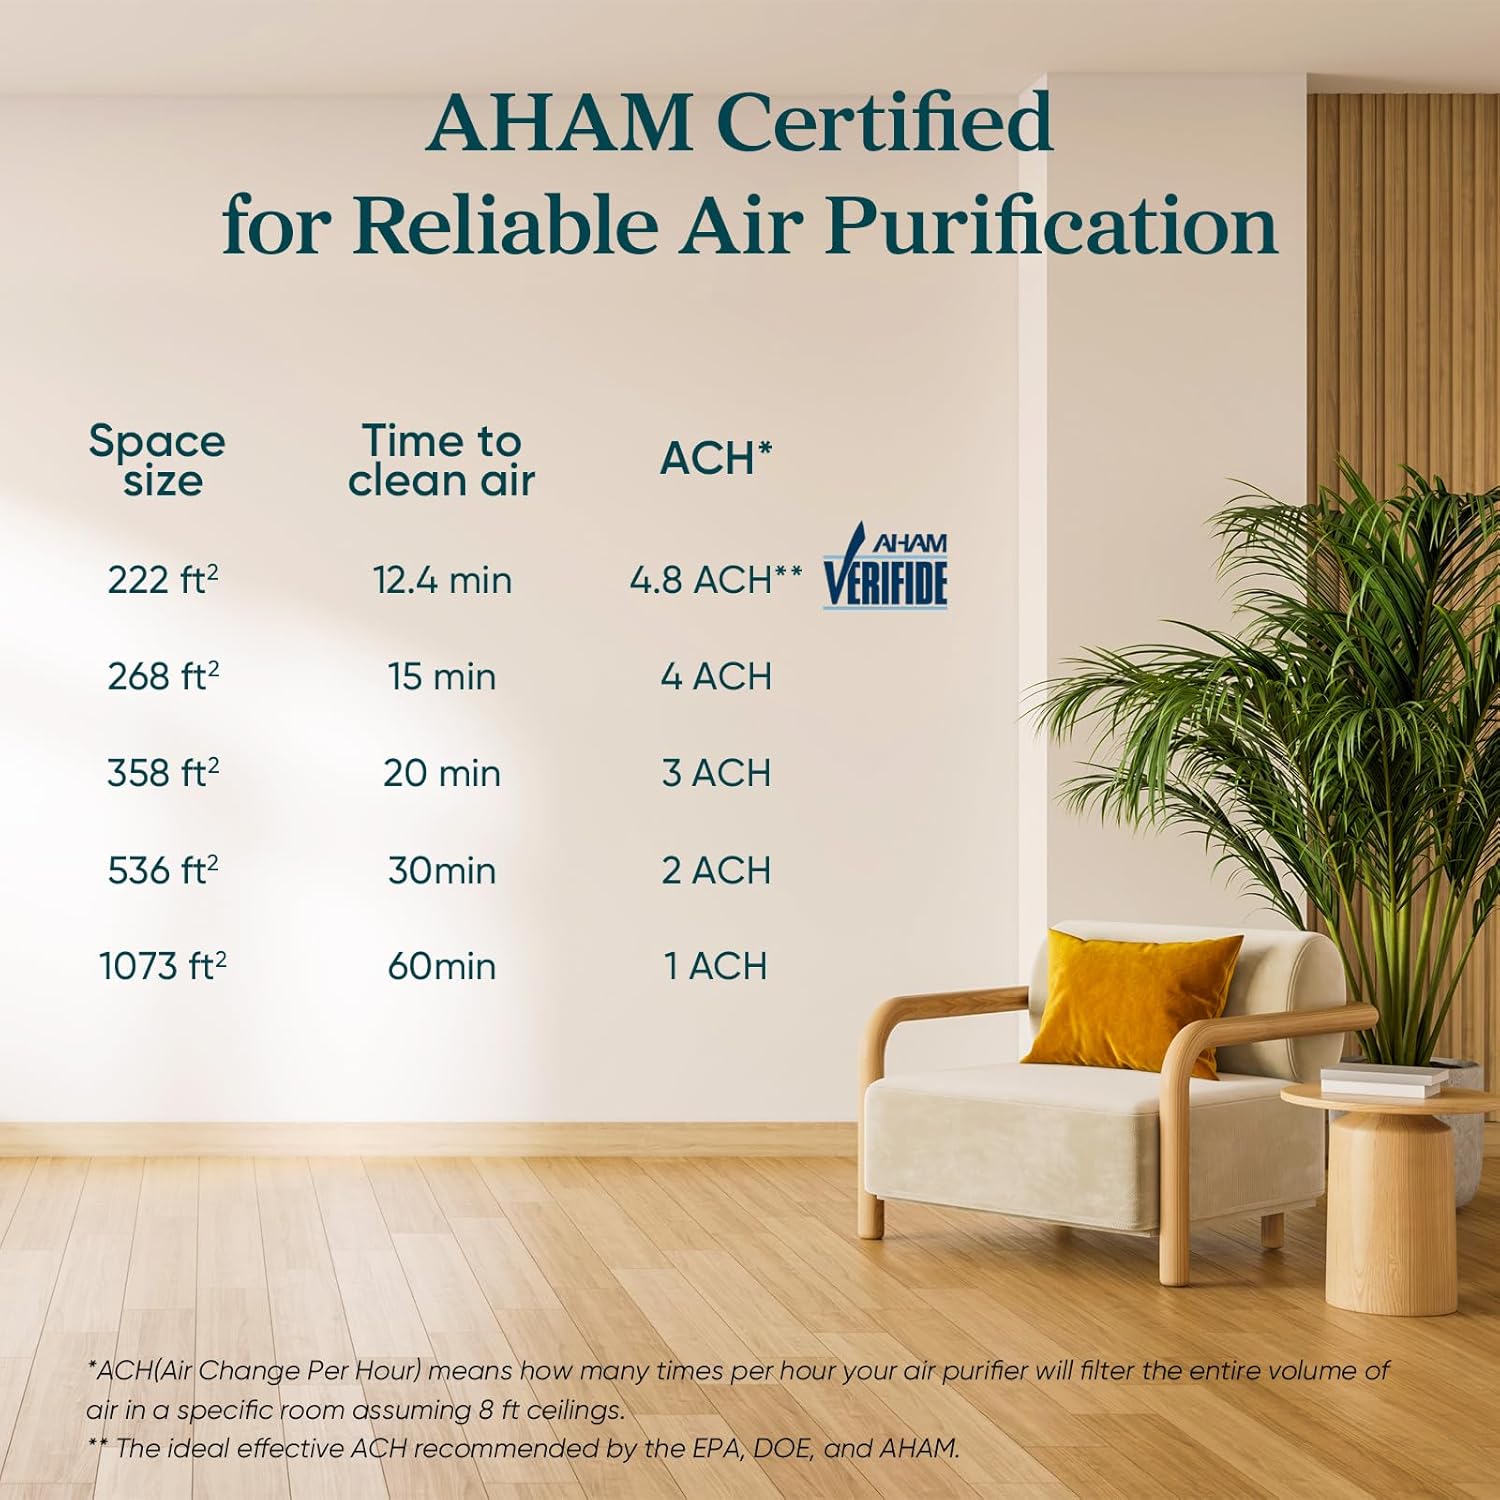 AHAM Certified
for Reliable Air Purification
Space
size
Time to
clean air
ACH*
222 ft²
12.4 min
4.8 ACH**
AHAM
VERIFIDE
268 ft²
15 min
4 ACH
358 ft²
20 min
3 ACH
536 ft²
30min
2 ACH
1073 ft²
60min
1 ACH
*ACH(Air Change Per Hour) means how many times per hour your air purifier will filter the entire volume of
air in a specific room assuming 8 ft ceilings.
** The ideal effective ACH recommended by the EPA, DOE, and AHAM.